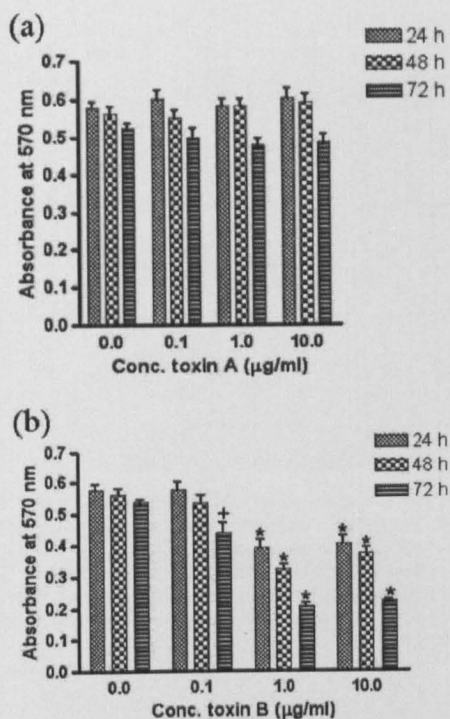 (a)
24 h
48 h
72 h
0.7
0.6
0.5
0.4
0.3
0.2
0.1
0.0
Absorbance at 570 nm
0.0 0.1 1.0 10.0
Conc. toxin A (µg/ml)
(b)
24 h
48 h
72 h
0.7
0.6
0.5
0.4
0.3
0.2
0.1
0.0
Absorbance at 570 nm
+
* * *
* * *
0.0 0.1 1.0 10.0
Conc. toxin B (µg/ml)